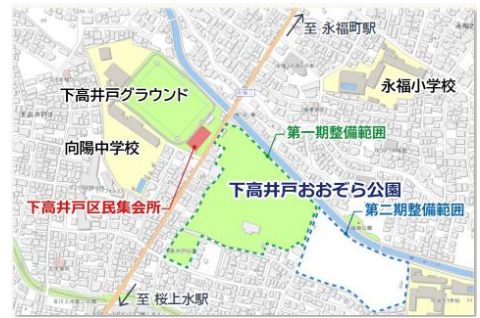 至 永福町駅
永福小学校
下高井戸グラウンド
向陽中学校
第一期整備範囲
下高井戸おおぞら公園
下高井戸区民集会所
第二期整備範囲
至 桜上水駅